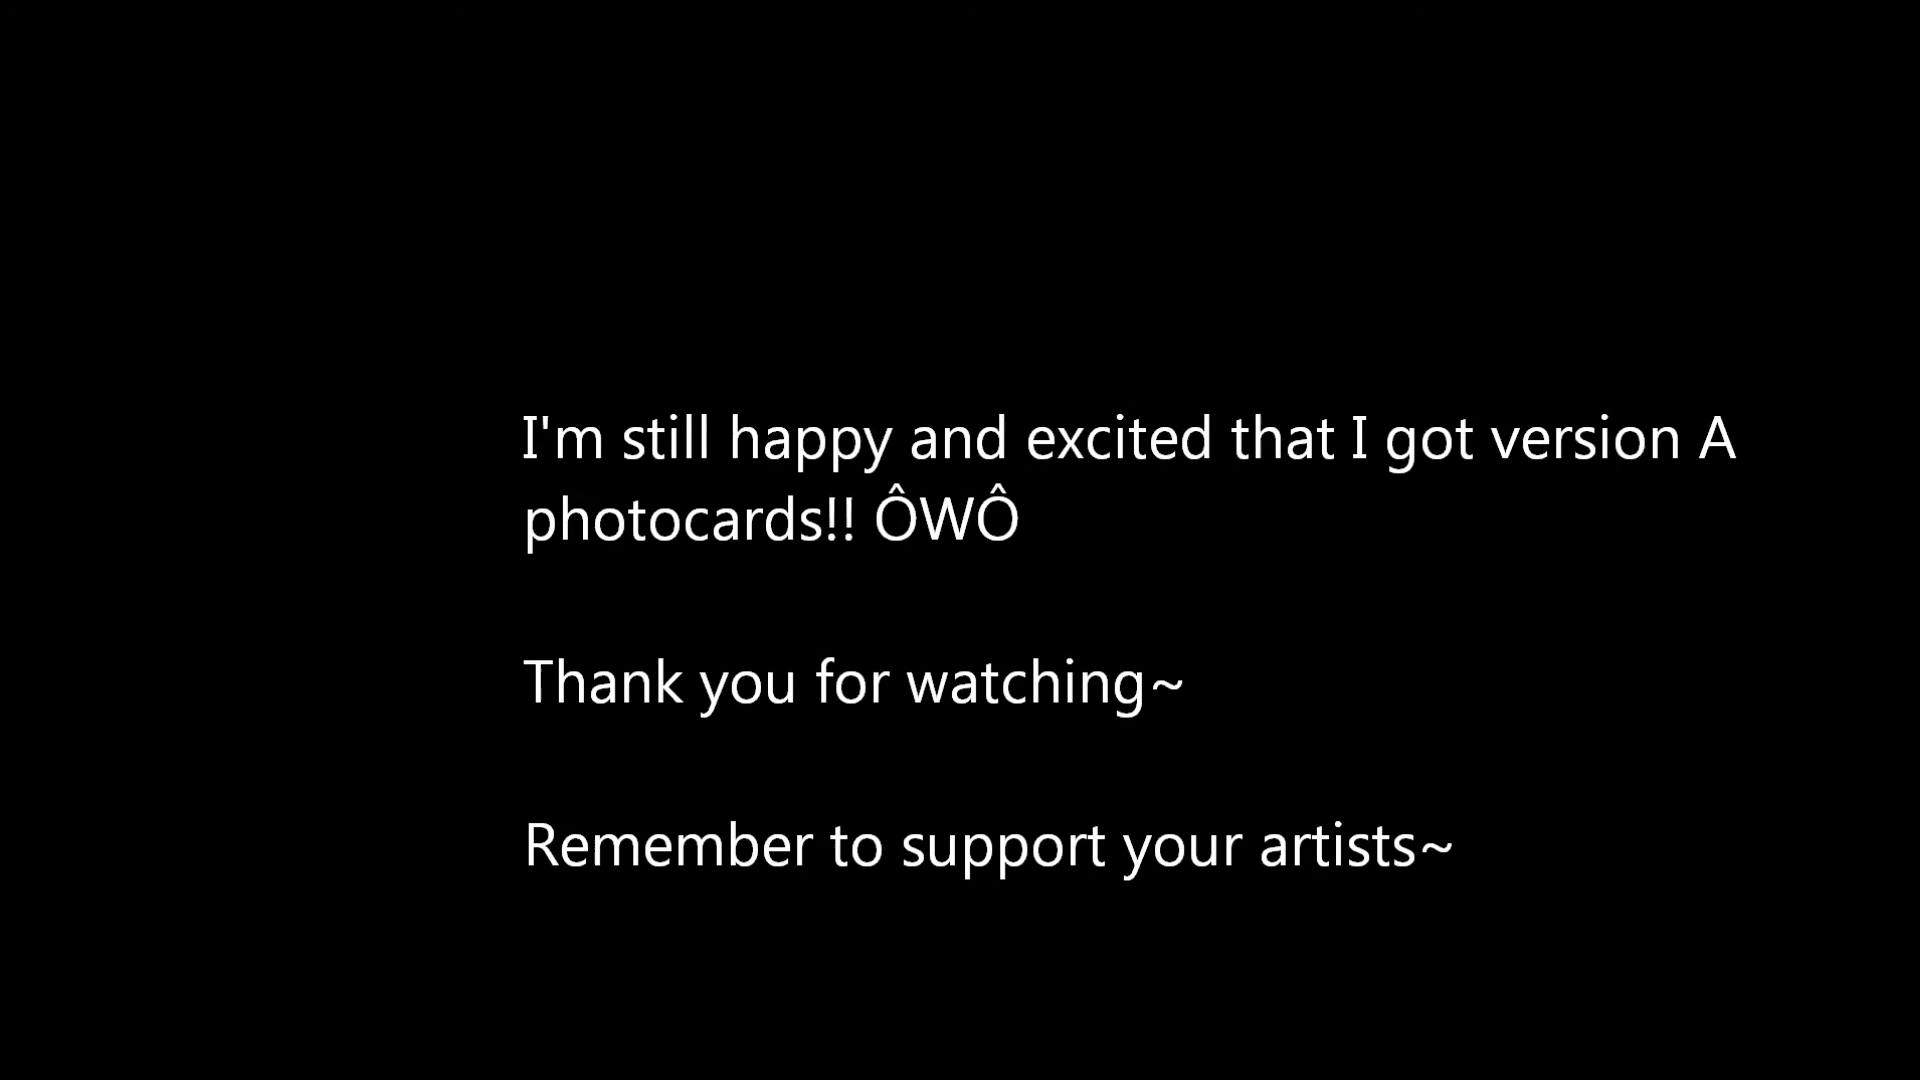 I'm still happy and excited that I got version A
photocards!! ÔWÔ
Thank you for watching~
Remember to support your artists~